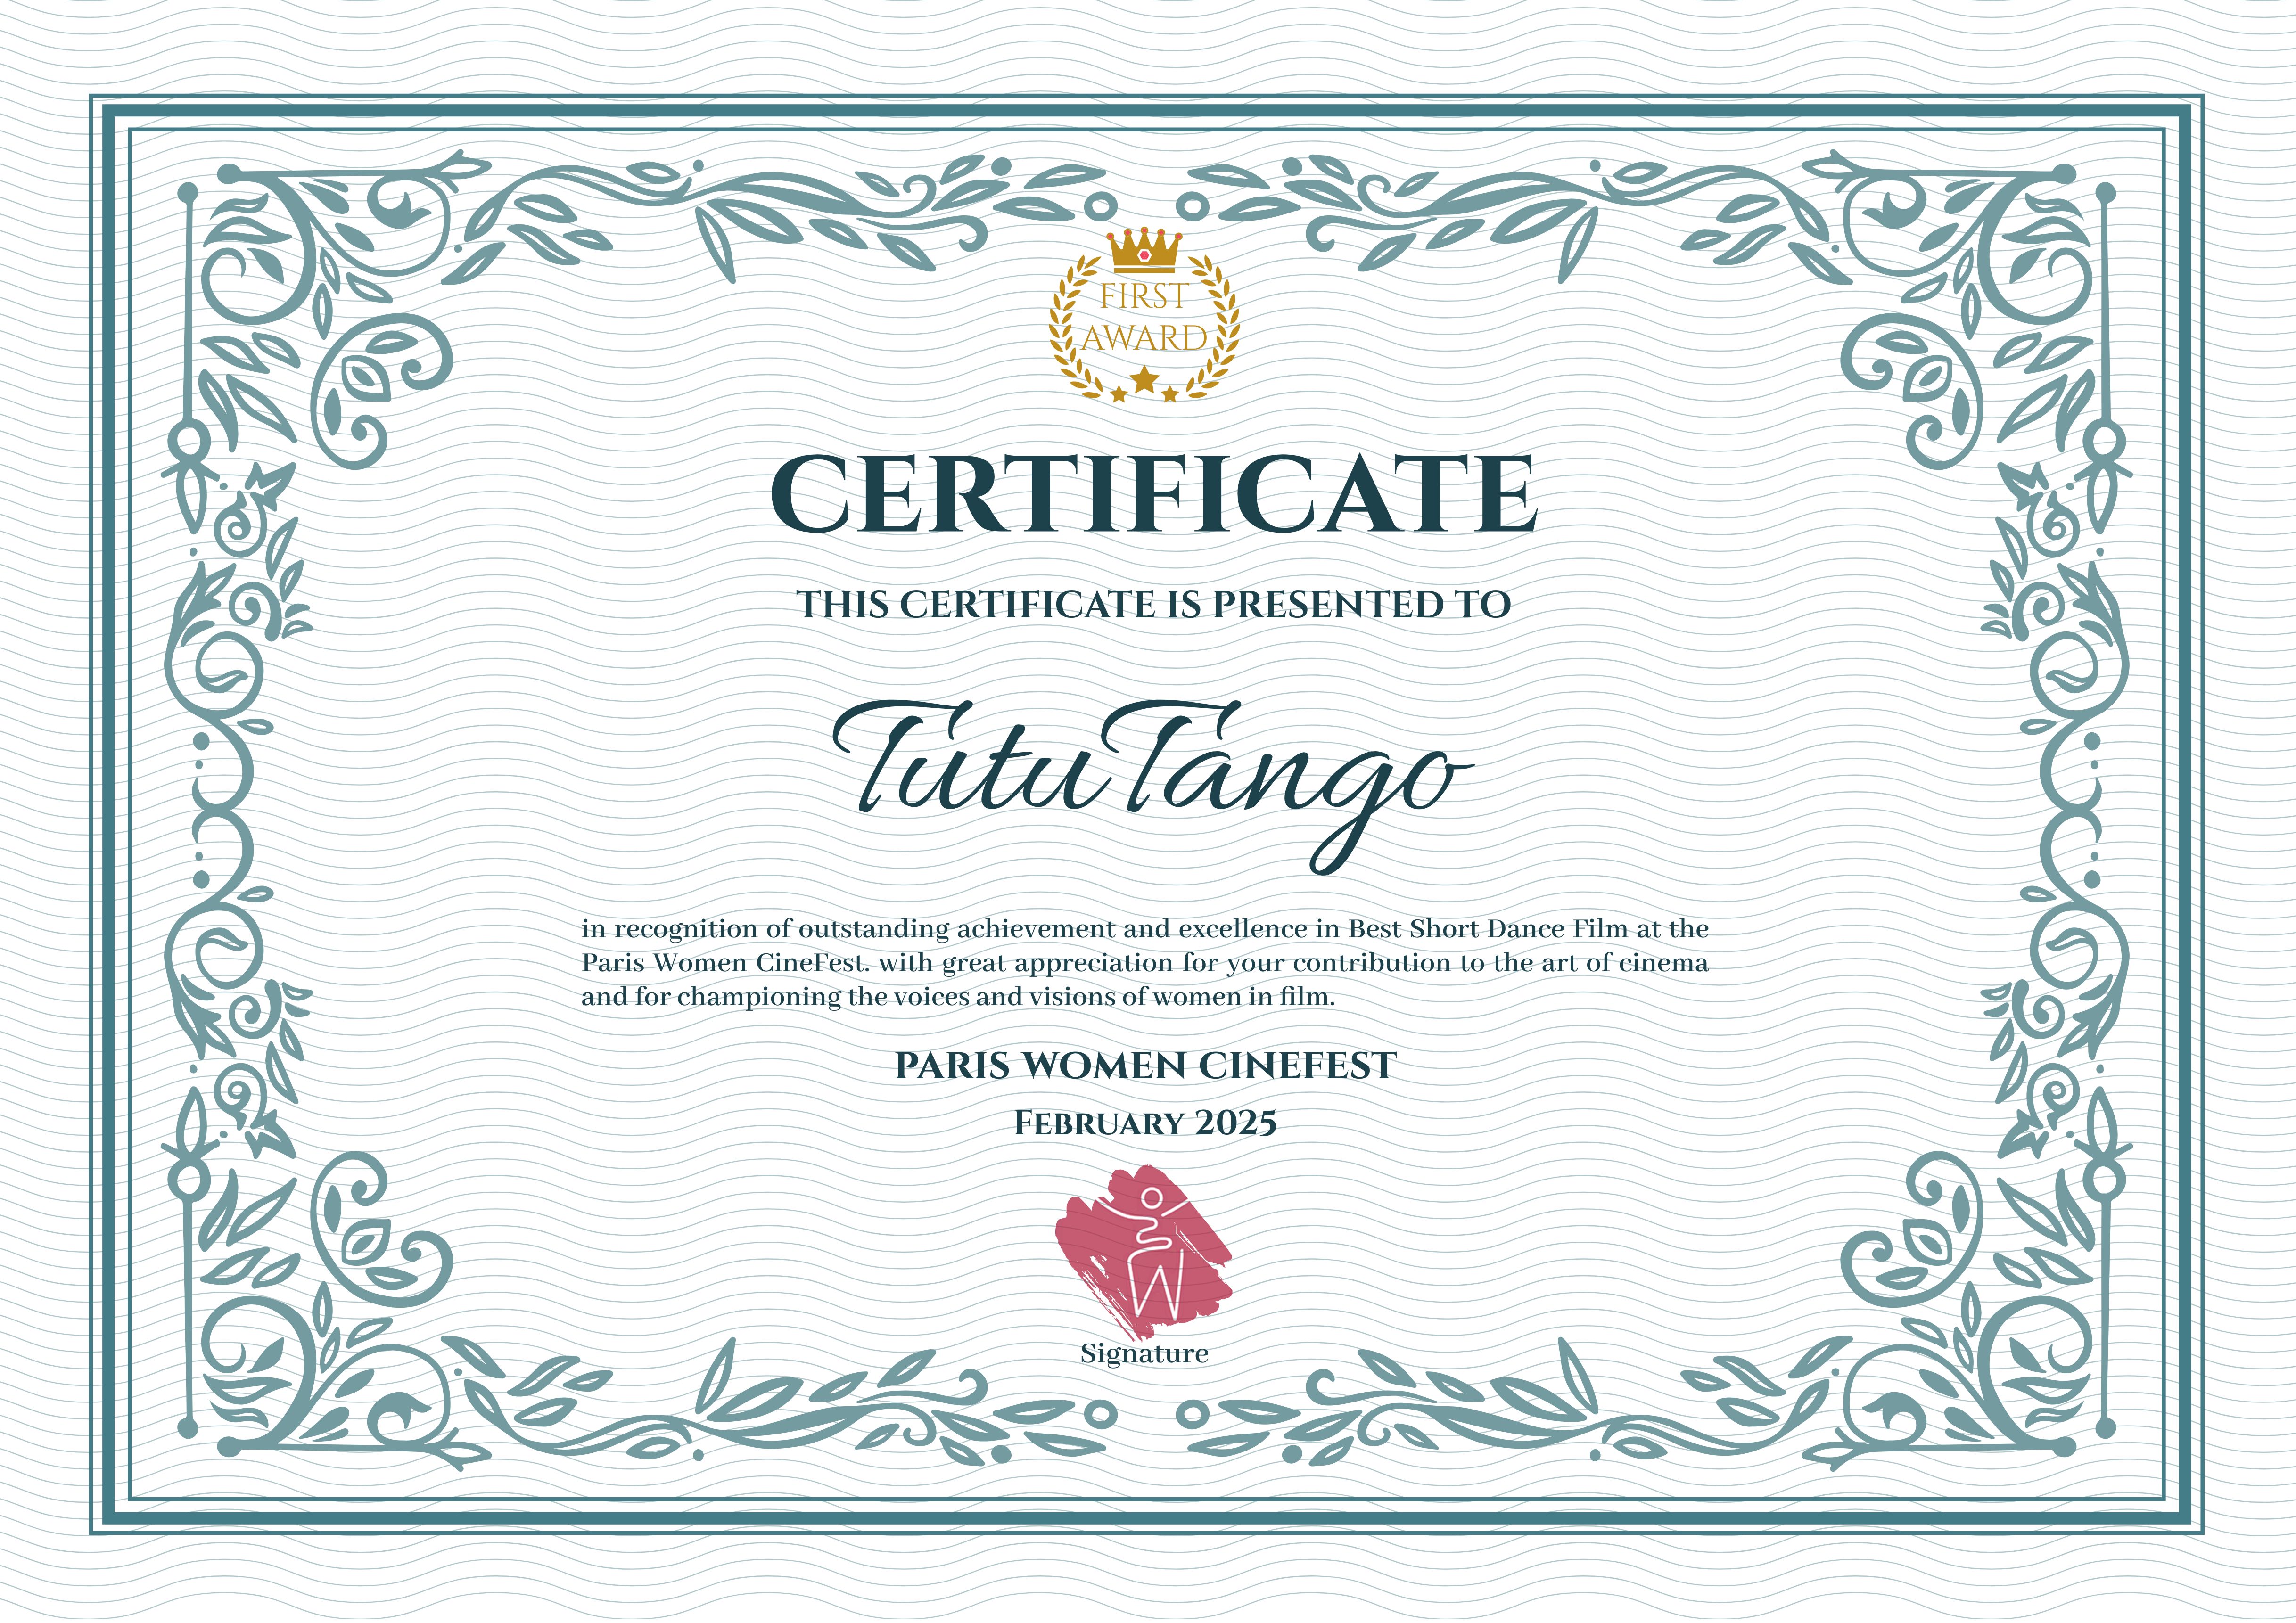 FIRST
AWARD
CERTIFICATE
THIS CERTIFICATE IS PRESENTED TO
TutuTango
in recognition of outstanding achievement and excellence in Best Short Dance Film at the
Paris Women CineFest. with great appreciation for your contribution to the art of cinema
and for championing the voices and visions of women in film.
PARIS WOMEN CINEFEST
FEBRUARY 2025
Signature